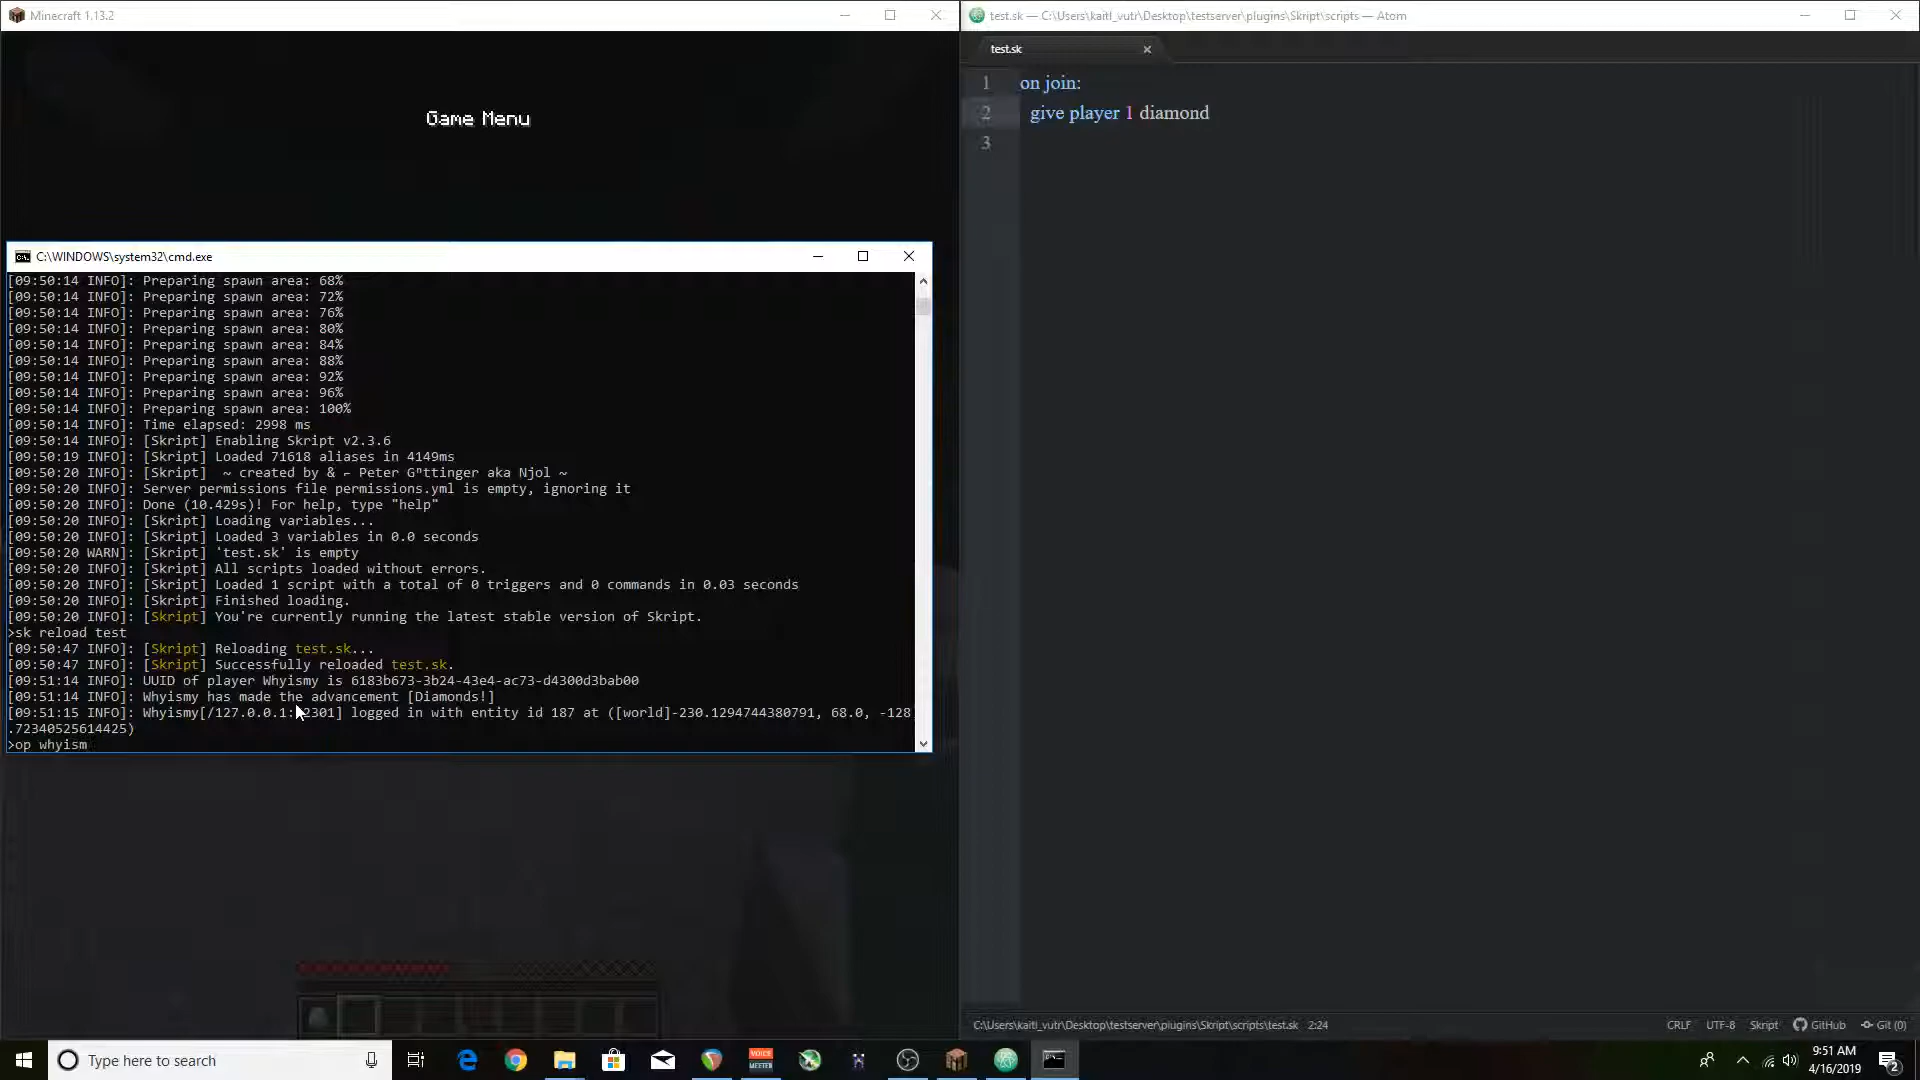 Minecraft 1.13.2
test.sk — C:\Users\kaitl_vutr\Desktop\testserver\plugins\Skript\scripts — Atom
test.sk
1 on join:
2 give player 1 diamond
3
Game Menu
C:\WINDOWS\system32\cmd.exe
[09:50:14 INFO]: Preparing spawn area: 68%
[09:50:14 INFO]: Preparing spawn area: 72%
[09:50:14 INFO]: Preparing spawn area: 76%
[09:50:14 INFO]: Preparing spawn area: 80%
[09:50:14 INFO]: Preparing spawn area: 84%
[09:50:14 INFO]: Preparing spawn area: 88%
[09:50:14 INFO]: Preparing spawn area: 92%
[09:50:14 INFO]: Preparing spawn area: 96%
[09:50:14 INFO]: Preparing spawn area: 100%
[09:50:14 INFO]: Time elapsed: 2998 ms
[09:50:14 INFO]: [Skript] Enabling Skript v2.3.6
[09:50:19 INFO]: [Skript] Loaded 71618 aliases in 4149ms
[09:50:20 INFO]: [Skript]  ~ created by & ⌐ Peter Gⁿttinger aka Njol ~
[09:50:20 INFO]: Server permissions file permissions.yml is empty, ignoring it
[09:50:20 INFO]: Done (10.429s)! For help, type "help"
[09:50:20 INFO]: [Skript] Loading variables...
[09:50:20 INFO]: [Skript] Loaded 3 variables in 0.0 seconds
[09:50:20 WARN]: [Skript] 'test.sk' is empty
[09:50:20 INFO]: [Skript] All scripts loaded without errors.
[09:50:20 INFO]: [Skript] Loaded 1 script with a total of 0 triggers and 0 commands in 0.03 seconds
[09:50:20 INFO]: [Skript] Finished loading.
[09:50:20 INFO]: [Skript] You're currently running the latest stable version of Skript.
>sk reload test
[09:50:47 INFO]: [Skript] Reloading test.sk...
[09:50:47 INFO]: [Skript] Successfully reloaded test.sk.
[09:51:14 INFO]: UUID of player Whyismy is 6183b673-3b24-43e4-ac73-d4300d3bab00
[09:51:14 INFO]: Whyismy has made the advancement [Diamonds!]
[09:51:15 INFO]: Whyismy[/127.0.0.1: 2301] logged in with entity id 187 at ([world]-230.1294744380791, 68.0, -128
.72340525614425)
>op whyism
C:\Users\kaitl_vutr\Desktop\testserver\plugins\Skript\scripts\test.sk 2:24
CRLF UTF-8 Skript GitHub Git (0)
Type here to search
VOICE
MEETER
9:51 AM
4/16/2019
2